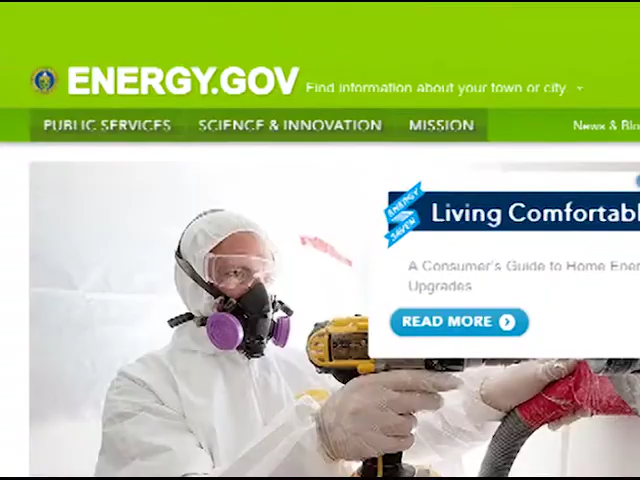 ENERGY.GOV
Find information about your town or city
PUBLIC SERVICES SCIENCE & INNOVATION MISSION News & Blo
ENERGY
SAVER
Living Comfortabl
A Consumer's Guide to Home Ener
Upgrades
READ MORE